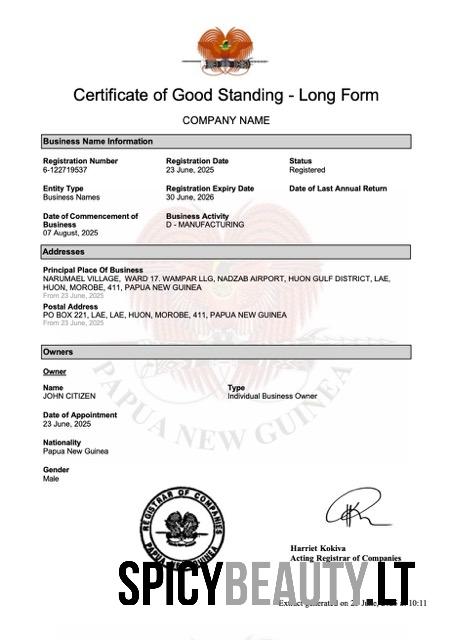 Certificate of Good Standing - Long Form
COMPANY NAME
Business Name Information
Registration Number Registration Date Status
6-122719537 23 June, 2025 Registered
Entity Type Registration Expiry Date Date of Last Annual Return
Business Names 30 June, 2026
Date of Commencement of Business Activity
Business D - MANUFACTURING
07 August, 2025
Addresses
Principal Place Of Business
NARUMAEL VILLAGE, WARD 17. WAMPAR LLG, NADZAB AIRPORT, HUON GULF DISTRICT, LAE,
HUON, MOROBE, 411, PAPUA NEW GUINEA
From 23 June, 2025
Postal Address
PO BOX 221, LAE, LAE, HUON, MOROBE, 411, PAPUA NEW GUINEA
From 23 June, 2025
Owners
Owner
Name Type
JOHN CITIZEN Individual Business Owner
Date of Appointment
23 June, 2025
Nationality
Papua New Guinea
Gender
Male
PAPUA NEW GUINEA
REGISTRAR OF COMPANIES
PAPUA NEW GUINEA
Harriet Kokiva
Acting Registrar of Companies
SPICYBEAUTY.LT
Extract generated on 10:11